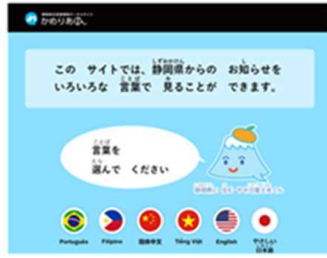 かめりあ
この サイトでは、静岡県からの お知らせを
いろいろな 言葉で 見ることが できます。
言葉を
選んで ください
Português
Filipino
简体中文
Tiếng Việt
English
やさしい
日本語